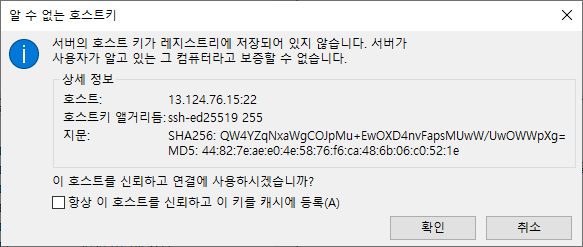 알 수 없는 호스트키
서버의 호스트 키가 레지스트리에 저장되어 있지 않습니다. 서버가
사용자가 알고 있는 그 컴퓨터라고 보증할 수 없습니다.
상세 정보
호스트: 13.124.76.15:22
호스트키 앨거리듬: ssh-ed25519 255
지문: SHA256: QW4YZqNxaWgCOJpMu+EwOXD4nvFapsMUwW/UwOWWpXg=
MD5: 44:82:7e:ae:e0:4e:58:76:f6:ca:48:6b:06:c0:52:1e
이 호스트를 신뢰하고 연결에 사용하시겠습니까?
항상 이 호스트를 신뢰하고 이 키를 캐시에 등록(A)
확인 취소